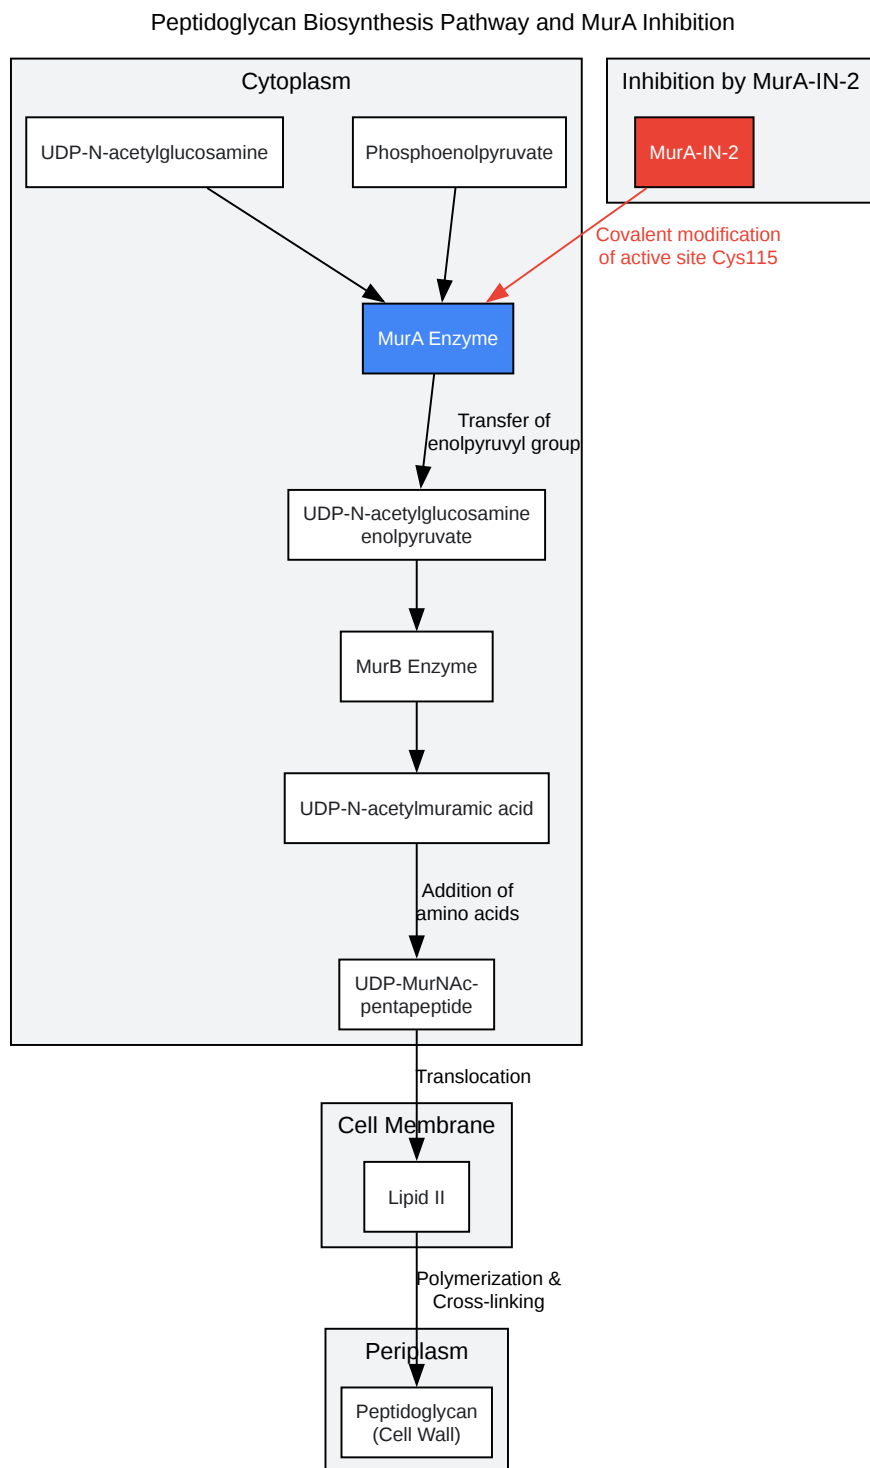 Peptidoglycan Biosynthesis Pathway and MurA Inhibition
Cytoplasm
Inhibition by MurA-IN-2
UDP-N-acetylglucosamine
Phosphoenolpyruvate
MurA-IN-2
Covalent modification
of active site Cys115
MurA Enzyme
Transfer of
enolpyruvyl group
UDP-N-acetylglucosamine
enolpyruvate
MurB Enzyme
UDP-N-acetylmuramic acid
Addition of
amino acids
UDP-MurNAc-
pentapeptide
Translocation
Cell Membrane
Lipid II
Polymerization &
Cross-linking
Periplasm
Peptidoglycan
(Cell Wall)